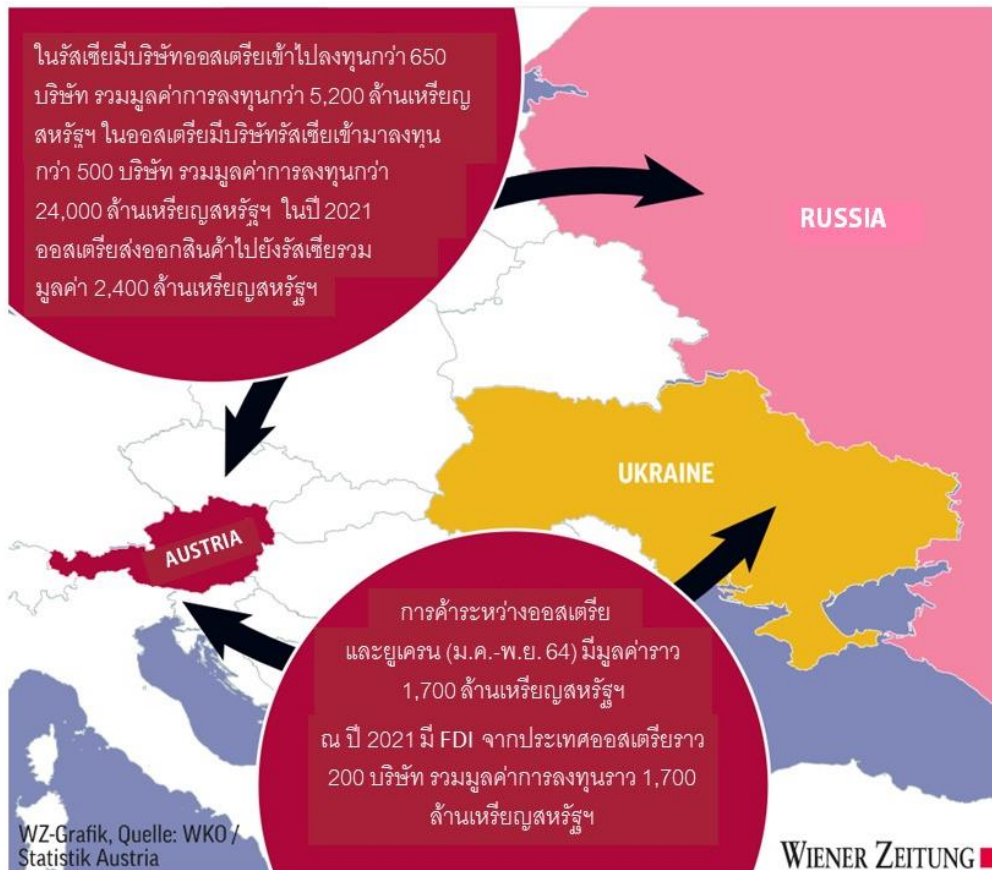 ในรัสเซียมีบริษัทออสเตรียเข้าไปลงทุนกว่า 650
บริษัท รวมมูลค่าการลงทุนกว่า 5,200 ล้านเหรียญ
สหรัฐฯ ในออสเตรียมีบริษัทรัสเซียเข้ามาลงทุน
กว่า 500 บริษัท รวมมูลค่าการลงทุนกว่า
24,000 ล้านเหรียญสหรัฐฯ ในปี 2021
ออสเตรียส่งออกสินค้าไปยังรัสเซียรวม
มูลค่า 2,400 ล้านเหรียญสหรัฐฯ
RUSSIA
UKRAINE
AUSTRIA
การค้าระหว่างออสเตรีย
และยูเครน (ม.ค.-พ.ย. 64) มีมูลค่าราว
1,700 ล้านเหรียญสหรัฐฯ
ณ ปี 2021 มี FDI จากประเทศออสเตรียราว
200 บริษัท รวมมูลค่าการลงทุนราว 1,700
ล้านเหรียญสหรัฐฯ
WZ-Grafik, Quelle: WKO /
Statistik Austria
WIENER ZEITUNG